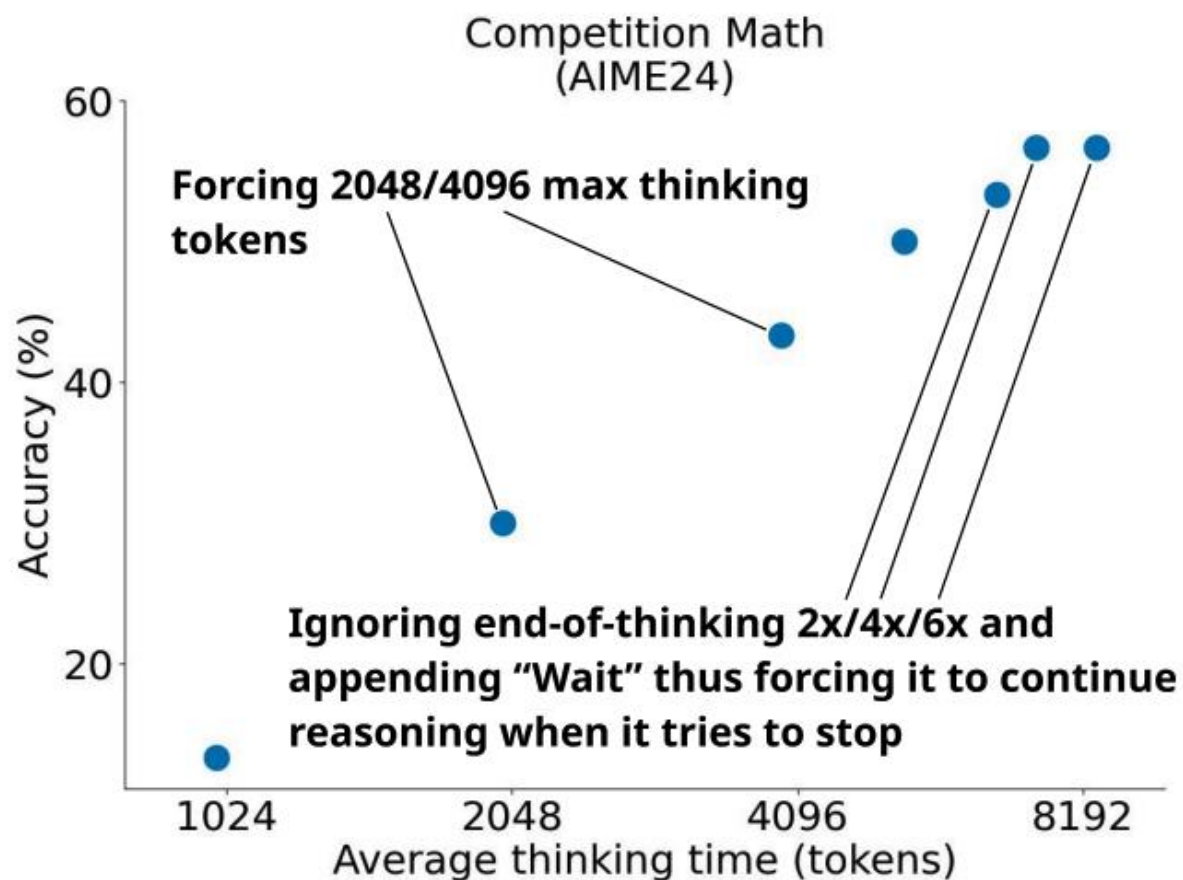 Competition Math
(AIME24)
60
Forcing 2048/4096 max thinking
tokens
Accuracy (%)
40
Ignoring end-of-thinking 2x/4x/6x and
20
appending “Wait” thus forcing it to continue
reasoning when it tries to stop
1024
2048
4096
8192
Average thinking time (tokens)